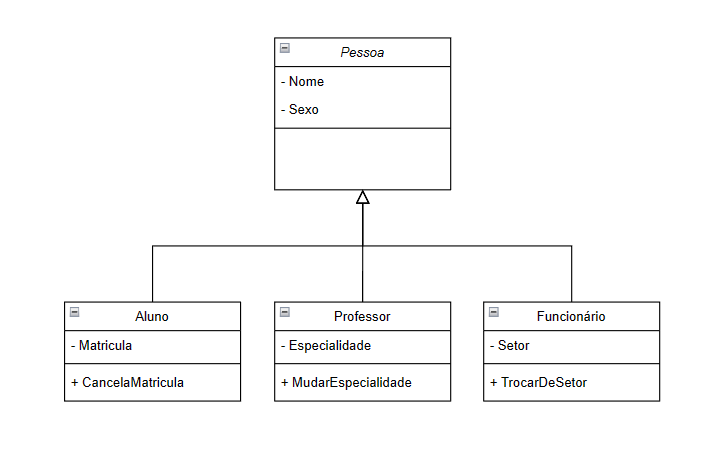 Pessoa
- Nome
- Sexo
Aluno
- Matricula
+ CancelaMatricula
Professor
- Especialidade
+ MudarEspecialidade
Funcionário
- Setor
+ TrocarDeSetor